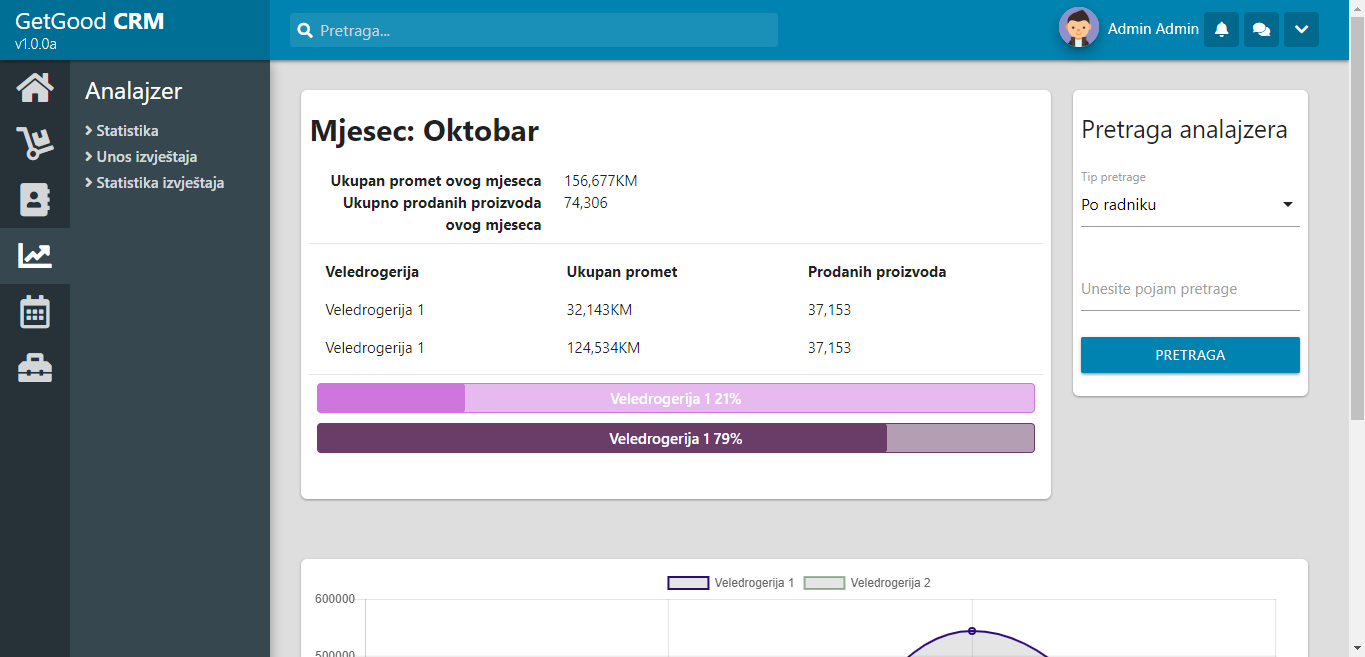 GetGood CRM
v1.0.0a
Pretraga...
Admin Admin
Analajzer
Statistika
Unos izvještaja
Statistika izvještaja
Mjesec: Oktobar
Ukupan promet ovog mjeseca 156,677KM
Ukupno prodanih proizvoda 74,306
ovog mjeseca
Veledrogerija Ukupan promet Prodanih proizvoda
Veledrogerija 1 32,143KM 37,153
Veledrogerija 1 124,534KM 37,153
Veledrogerija 1 21%
Veledrogerija 1 79%
Pretraga analajzera
Tip pretrage
Po radniku
Unesite pojam pretrage
PRETRAGA
Veledrogerija 1 Veledrogerija 2
600000
500000